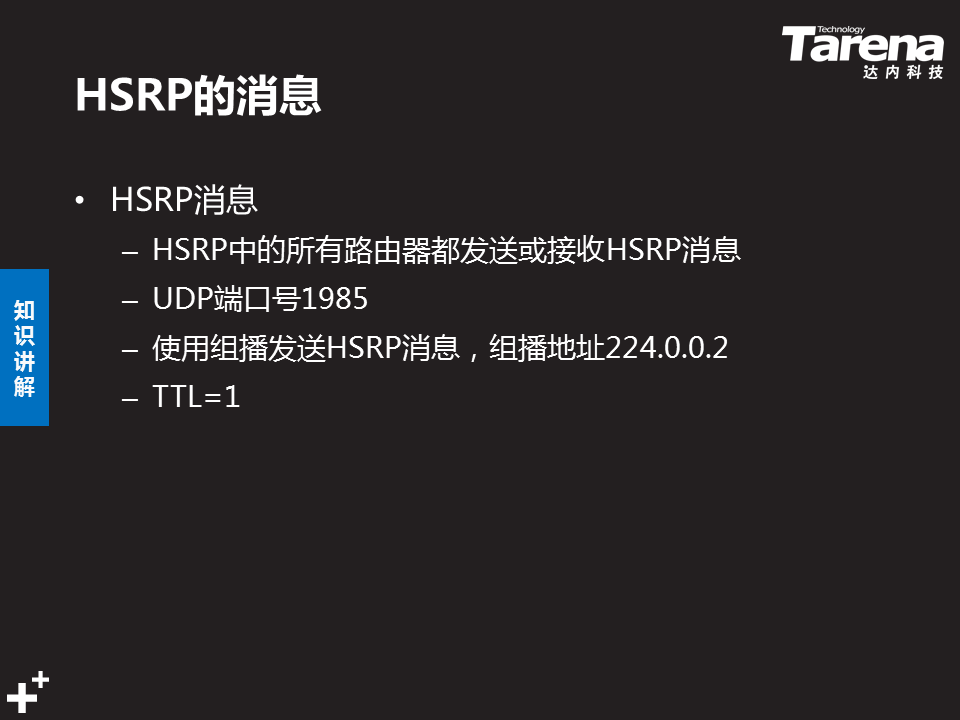 Technology
Tarena
达内科技
HSRP的消息
• HSRP消息
– HSRP中的所有路由器都发送或接收HSRP消息
– UDP端口号1985
– 使用组播发送HSRP消息，组播地址224.0.0.2
– TTL=1
知识讲解